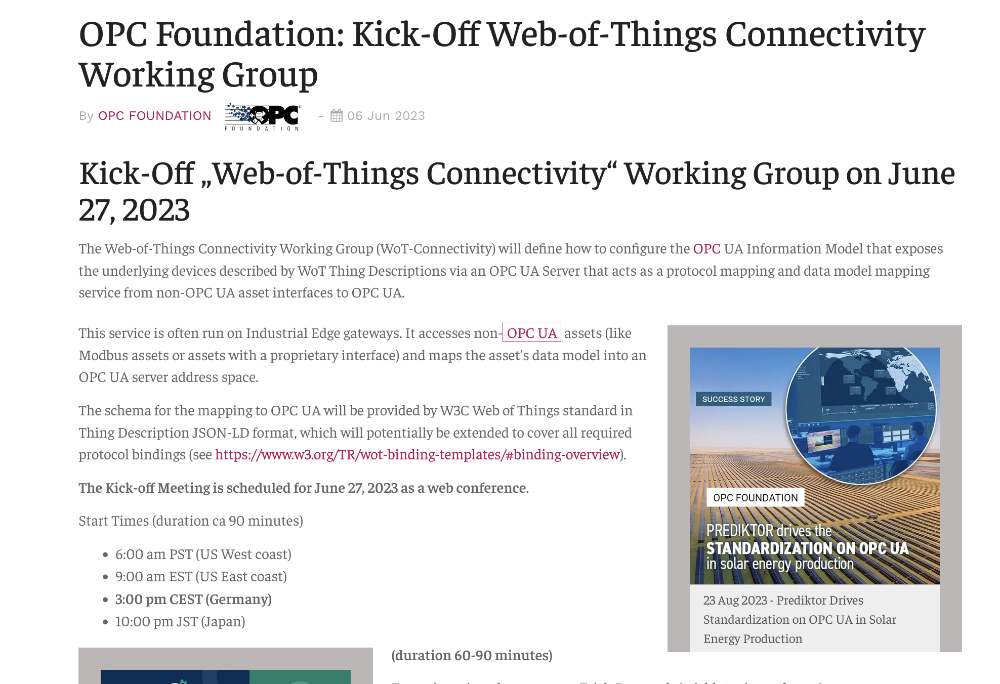 OPC Foundation: Kick-Off Web-of-Things Connectivity
Working Group
By OPC FOUNDATION OPC FOUNDATION - 06 Jun 2023
Kick-Off „Web-of-Things Connectivity“ Working Group on June
27, 2023
The Web-of-Things Connectivity Working Group (WoT-Connectivity) will define how to configure the OPC UA Information Model that exposes
the underlying devices described by WoT Thing Descriptions via an OPC UA Server that acts as a protocol mapping and data model mapping
service from non-OPC UA asset interfaces to OPC UA.
This service is often run on Industrial Edge gateways. It accesses non- OPC UA assets (like
Modbus assets or assets with a proprietary interface) and maps the asset’s data model into an
OPC UA server address space.
The schema for the mapping to OPC UA will be provided by W3C Web of Things standard in
Thing Description JSON-LD format, which will potentially be extended to cover all required
protocol bindings (see https://www.w3.org/TR/wot-binding-templates/#binding-overview).
The Kick-off Meeting is scheduled for June 27, 2023 as a web conference.
Start Times (duration ca 90 minutes)
• 6:00 am PST (US West coast)
• 9:00 am EST (US East coast)
• 3:00 pm CEST (Germany)
• 10:00 pm JST (Japan)
(duration 60-90 minutes)
SUCCESS STORY
OPC FOUNDATION
PREDIKTOR drives the
STANDARDIZATION ON OPC UA
in solar energy production
23 Aug 2023 - Prediktor Drives
Standardization on OPC UA in Solar
Energy Production